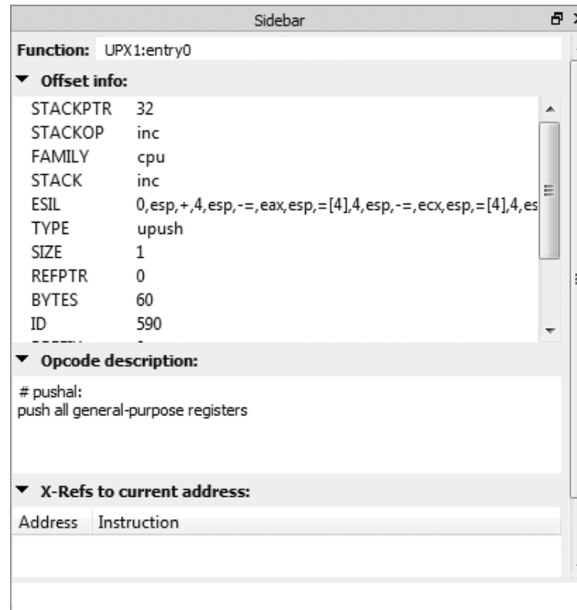 Sidebar
Function: UPX1:entry0
Offset info:
STACKPTR 32
STACKOP inc
FAMILY cpu
STACK inc
ESIL 0,esp,+,4,esp,-=,eax,esp,=[4],4,esp,-=,ecx,esp,=[4],4,es
TYPE upush
SIZE 1
REFPTR 0
BYTES 60
ID 590
Opcode description:
# pushal:
push all general-purpose registers
X-Refs to current address:
Address Instruction